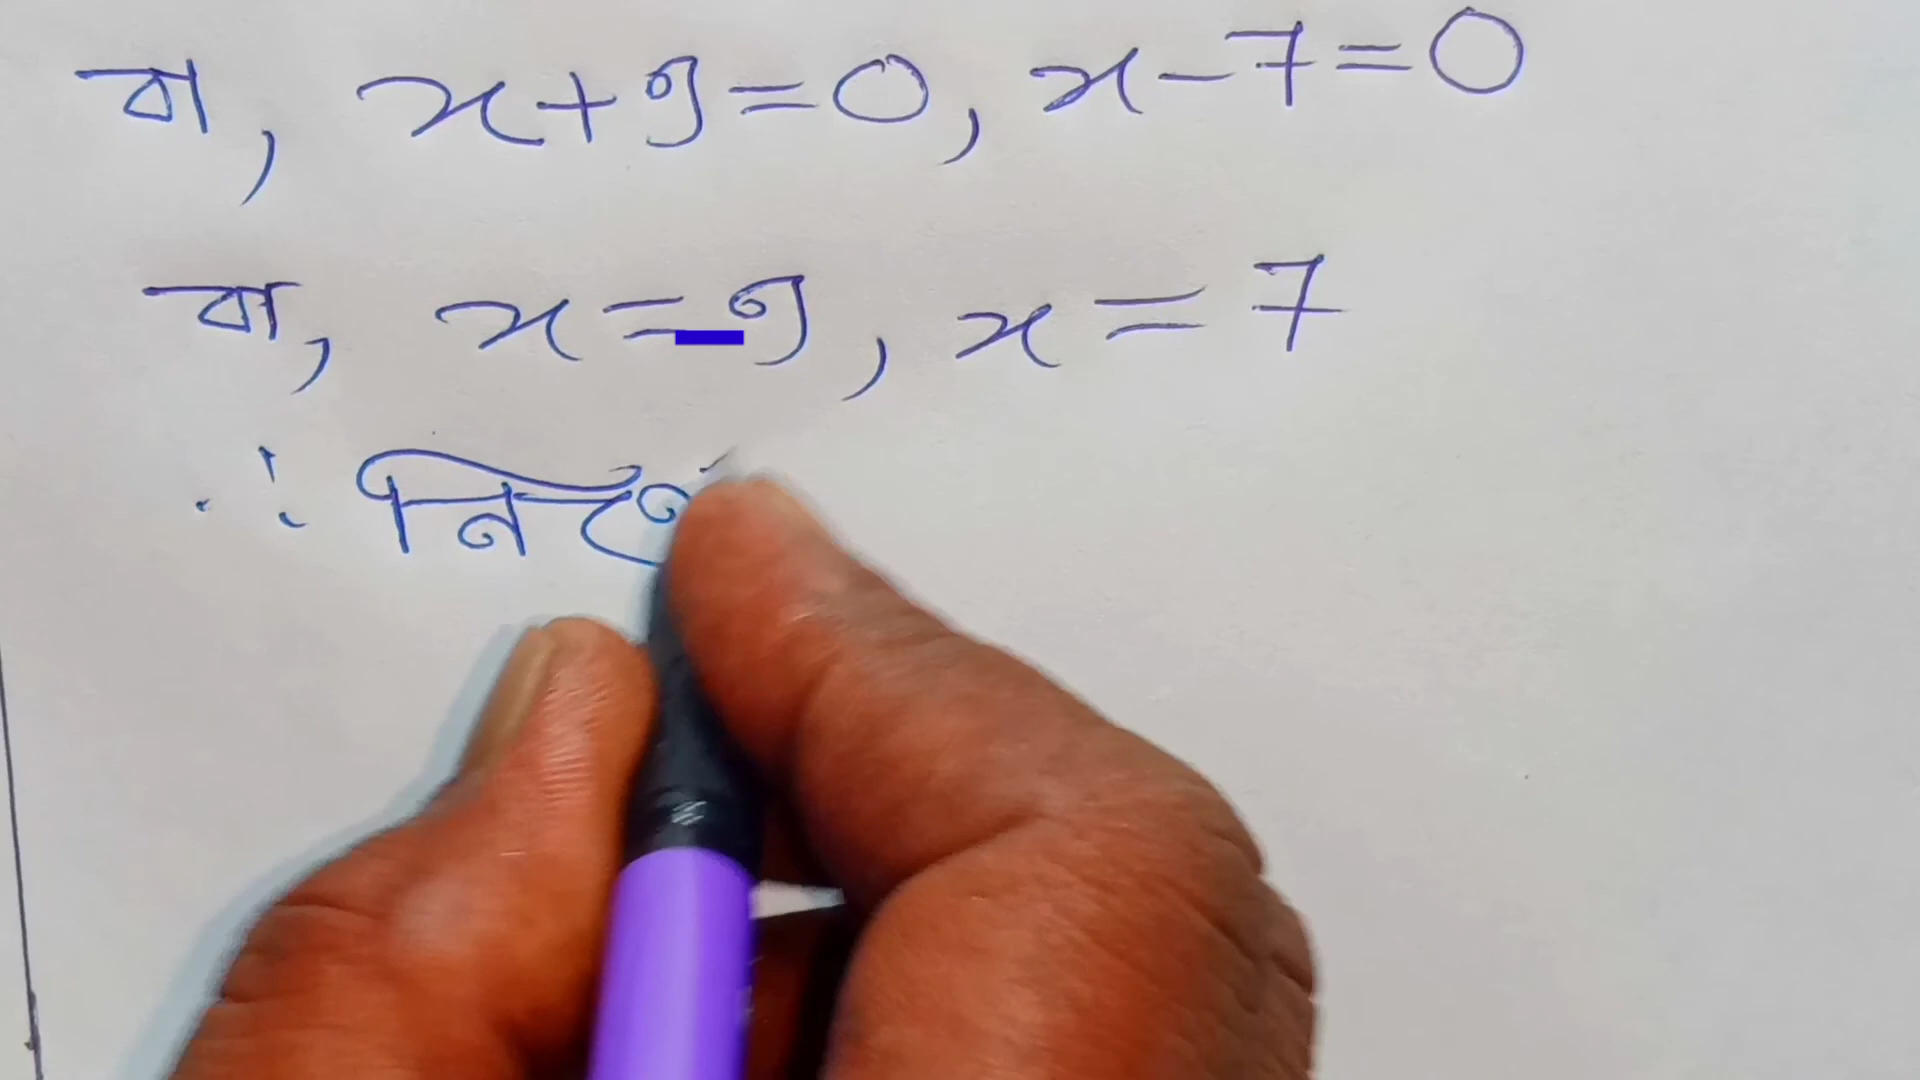 বা, x+9=0, x-7=0
বা, x=-9, x=7
∴ নির্ণে